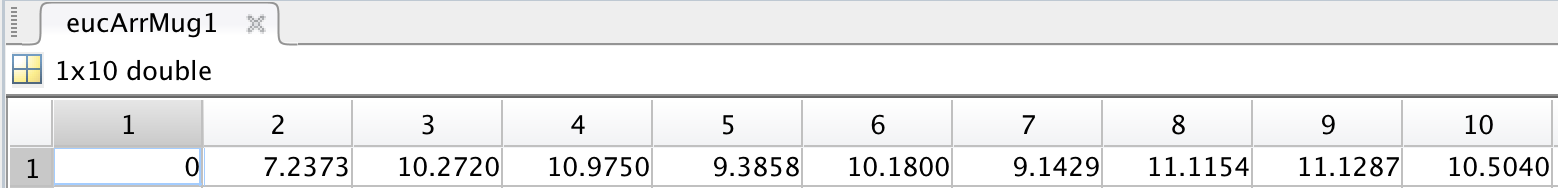 eucArrMug1
1x10 double
1 2 3 4 5 6 7 8 9 10
1 0 7.2373 10.2720 10.9750 9.3858 10.1800 9.1429 11.1154 11.1287 10.5040